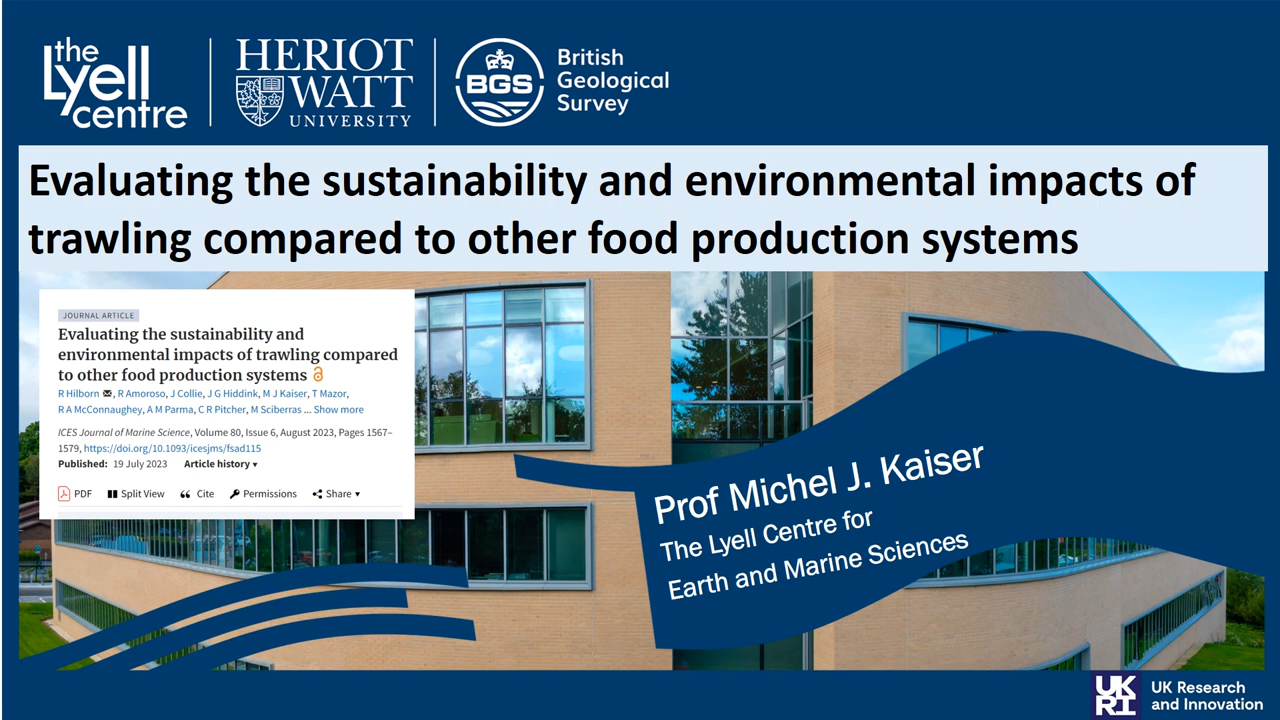 the
Lyell
centre
HERIOT
WATT
UNIVERSITY
BGS
British
Geological
Survey
Evaluating the sustainability and environmental impacts of
trawling compared to other food production systems
JOURNAL ARTICLE
Evaluating the sustainability and
environmental impacts of trawling compared
to other food production systems
R Hilborn, R Amoroso, J Collie, J G Hiddink, M J Kaiser, T Mazor,
R A McConnaughey, A M Parma, C R Pitcher, M Sciberras ... Show more
ICES Journal of Marine Science, Volume 80, Issue 6, August 2023, Pages 1567–
1579, https://doi.org/10.1093/icesjms/fsad115
Published: 19 July 2023 Article history ▾
PDF Split View Cite Permissions Share ▾
Prof Michel J. Kaiser
The Lyell Centre for
Earth and Marine Sciences
UK
RI
UK Research
and Innovation